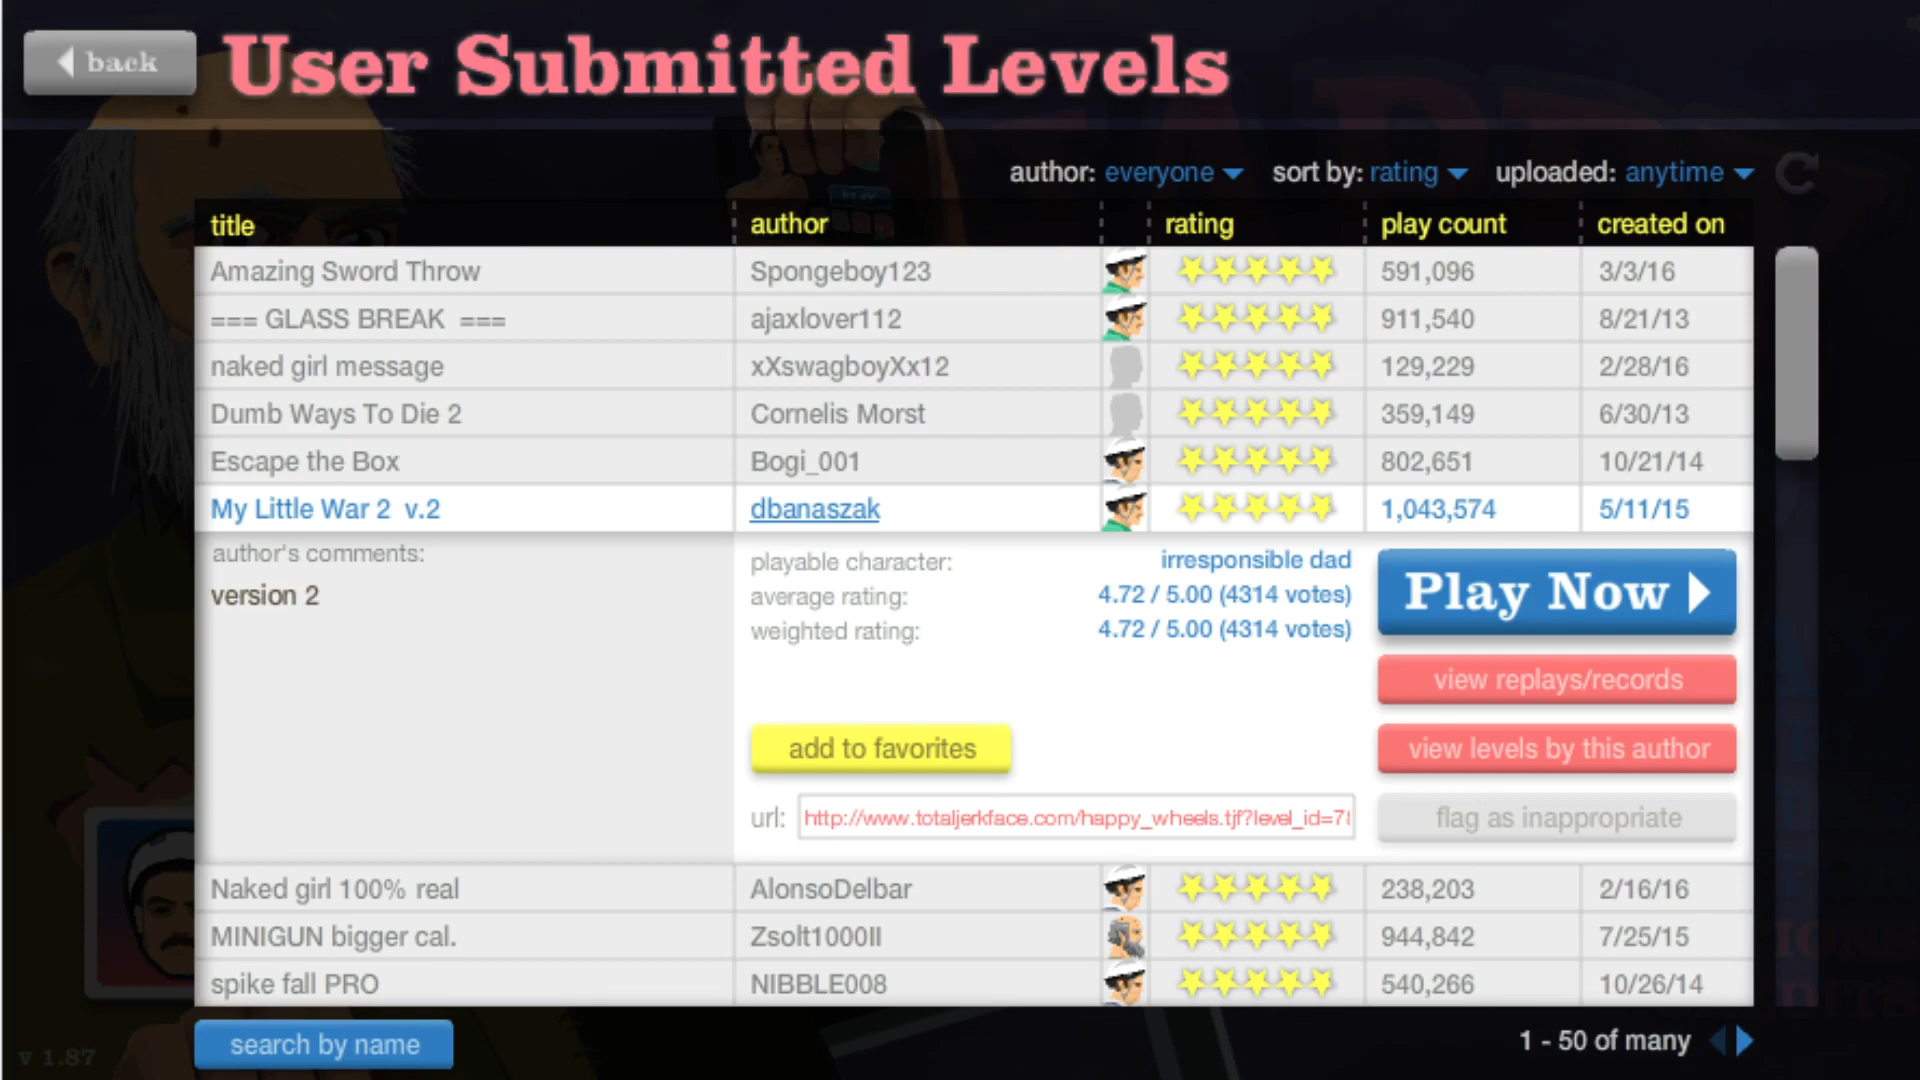 back
User Submitted Levels
author: everyone sort by: rating uploaded: anytime
title author rating play count created on
Amazing Sword Throw Spongeboy123 591,096 3/3/16
=== GLASS BREAK === ajaxlover112 911,540 8/21/13
naked girl message xXswagboyXx12 129,229 2/28/16
Dumb Ways To Die 2 Cornelis Morst 359,149 6/30/13
Escape the Box Bogi_001 802,651 10/21/14
My Little War 2 v.2 dbanaszak 1,043,574 5/11/15
author's comments:
version 2
playable character: irresponsible dad
average rating: 4.72 / 5.00 (4314 votes)
weighted rating: 4.72 / 5.00 (4314 votes)
add to favorites
url: http://www.totaljerkface.com/happy_wheels.tjf?level_id=7
Play Now
view replays/records
view levels by this author
flag as inappropriate
Naked girl 100% real AlonsoDelbar 238,203 2/16/16
MINIGUN bigger cal. Zsolt1000II 944,842 7/25/15
spike fall PRO NIBBLE008 540,266 10/26/14
search by name
1 - 50 of many
v 1.87